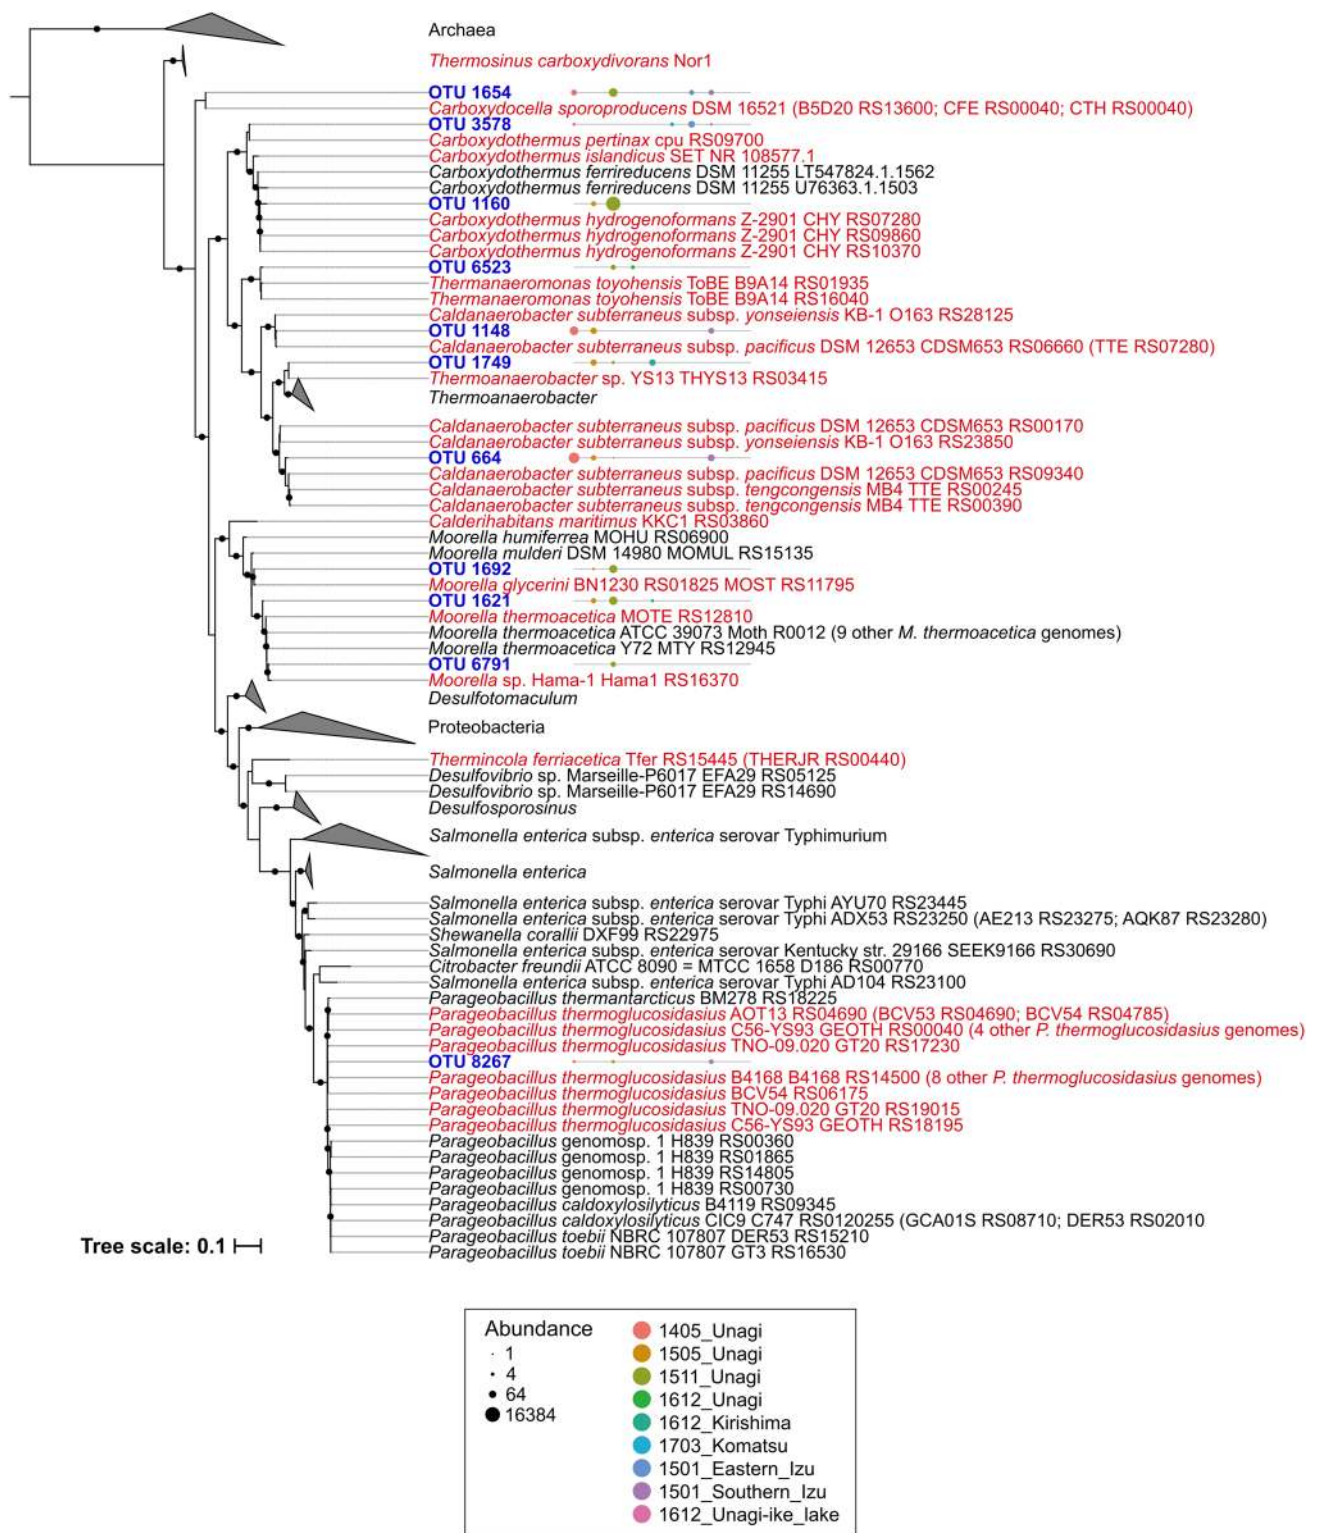 Archaea
Thermosinus carboxydivorans Nor1
OTU 1654
Carboxydocella sporoproducens DSM 16521 (B5D20 RS13600; CFE RS00040; CTH RS00040)
OTU 3578
Carboxydothermus pertinax cpu RS09700
Carboxydothermus islandicus SET NR 108577.1
Carboxydothermus ferrireducens DSM 11255 LT547824.1.1562
Carboxydothermus ferrireducens DSM 11255 U76363.1.1503
OTU 1160
Carboxydothermus hydrogenoformans Z-2901 CHY RS07280
Carboxydothermus hydrogenoformans Z-2901 CHY RS09860
Carboxydothermus hydrogenoformans Z-2901 CHY RS10370
OTU 6523
Thermanaeromonas toyohensis ToBE B9A14 RS01935
Thermanaeromonas toyohensis ToBE B9A14 RS16040
Caldanaerobacter subterraneus subsp. yonseiensis KB-1 O163 RS28125
OTU 1148
Caldanaerobacter subterraneus subsp. pacificus DSM 12653 CDSM653 RS06660 (TTE RS07280)
OTU 1749
Thermoanaerobacter sp. YS13 THYS13 RS03415
Thermoanaerobacter
Caldanaerobacter subterraneus subsp. pacificus DSM 12653 CDSM653 RS00170
Caldanaerobacter subterraneus subsp. yonseiensis KB-1 O163 RS23850
OTU 664
Caldanaerobacter subterraneus subsp. pacificus DSM 12653 CDSM653 RS09340
Caldanaerobacter subterraneus subsp. tengcongensis MB4 TTE RS00245
Caldanaerobacter subterraneus subsp. tengcongensis MB4 TTE RS00390
Calderihabitans maritimus KKC1 RS03860
Moorella humiferrea MOHU RS06900
Moorella mulderi DSM 14980 MOMUL RS15135
OTU 1692
Moorella glycerini BN1230 RS01825 MOST RS11795
OTU 1621
Moorella thermoacetica MOTE RS12810
Moorella thermoacetica ATCC 39073 Moth R0012 (9 other M. thermoacetica genomes)
Moorella thermoacetica Y72 MTY RS12945
OTU 6791
Moorella sp. Hama-1 Hama1 RS16370
Desulfotomaculum
Proteobacteria
Thermincola ferriacetica Tfer RS15445 (THERJR RS00440)
Desulfovibrio sp. Marseille-P6017 EFA29 RS05125
Desulfovibrio sp. Marseille-P6017 EFA29 RS14690
Desulfosporosinus
Salmonella enterica subsp. enterica serovar Typhimurium
Salmonella enterica
Salmonella enterica subsp. enterica serovar Typhi AYU70 RS23445
Salmonella enterica subsp. enterica serovar Typhi ADX53 RS23250 (AE213 RS23275; AQK87 RS23280)
Shewanella corallii DXF99 RS22975
Salmonella enterica subsp. enterica serovar Kentucky str. 29166 SEEK9166 RS30690
Citrobacter freundii ATCC 8090 = MTCC 1658 D186 RS00770
Salmonella enterica subsp. enterica serovar Typhi AD104 RS23100
Parageobacillus thermantarcticus BM278 RS18225
Parageobacillus thermoglucosidasius AOT13 RS04690 (BCV53 RS04690; BCV54 RS04785)
Parageobacillus thermoglucosidasius C56-YS93 GEOTH RS00040 (4 other P. thermoglucosidasius genomes)
Parageobacillus thermoglucosidasius TNO-09.020 GT20 RS17230
OTU 8267
Parageobacillus thermoglucosidasius B4168 B4168 RS14500 (8 other P. thermoglucosidasius genomes)
Parageobacillus thermoglucosidasius BCV54 RS06175
Parageobacillus thermoglucosidasius TNO-09.020 GT20 RS19015
Parageobacillus thermoglucosidasius C56-YS93 GEOTH RS18195
Parageobacillus genomosp. 1 H839 RS00360
Parageobacillus genomosp. 1 H839 RS01865
Parageobacillus genomosp. 1 H839 RS14805
Parageobacillus genomosp. 1 H839 RS00730
Parageobacillus caldoxylosilyticus B4119 RS09345
Parageobacillus caldoxylosilyticus CIC9 C747 RS0120255 (GCA01S RS08710; DER53 RS02010
Parageobacillus toebii NBRC 107807 DER53 RS15210
Parageobacillus toebii NBRC 107807 GT3 RS16530
Tree scale: 0.1
Abundance
1
4
64
16384
1405_Unagi
1505_Unagi
1511_Unagi
1612_Unagi
1612_Kirishima
1703_Komatsu
1501_Eastern_Izu
1501_Southern_Izu
1612_Unagi-ike_lake